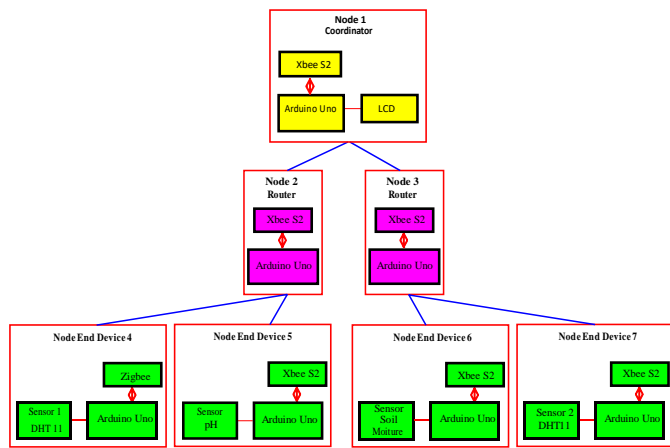 Node 1
Coordinator
Xbee S2
Arduino Uno
LCD
Node 2
Router
Xbee S2
Arduino Uno
Node 3
Router
Xbee S2
Arduino Uno
Node End Device 4
Zigbee
Sensor 1
DHT 11
Arduino Uno
Node End Device 5
Xbee S2
Sensor
pH
Arduino Uno
Node End Device 6
Xbee S2
Sensor
Soil
Moiture
Arduino Uno
Node End Device 7
Xbee S2
Sensor 2
DHT11
Arduino Uno